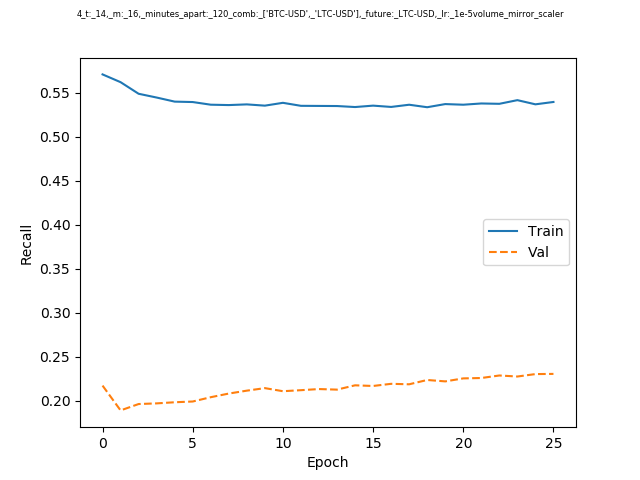 4_t:_14,_m:_16,_minutes_apart:_120_comb:_['BTC-USD',_'LTC-USD'],_future:_LTC-USD,_lr:_1e-5volume_mirror_scaler
0.55
0.50
0.45
0.40
0.35
0.30
0.25
0.20
Recall
Train
Val
0 5 10 15 20 25
Epoch